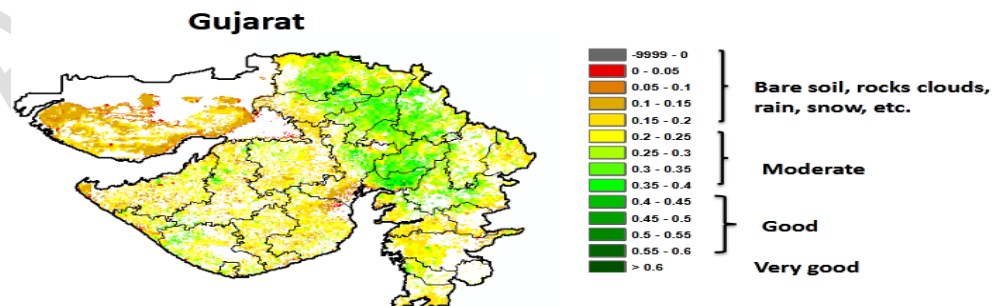 Gujarat
-9999 - 0
0 - 0.05
0.05 - 0.1
0.1 - 0.15
0.15 - 0.2
0.2 - 0.25
0.25 - 0.3
0.3 - 0.35
0.35 - 0.4
0.4 - 0.45
0.45 - 0.5
0.5 - 0.55
0.55 - 0.6
> 0.6
Bare soil, rocks clouds,
rain, snow, etc.
Moderate
Good
Very good